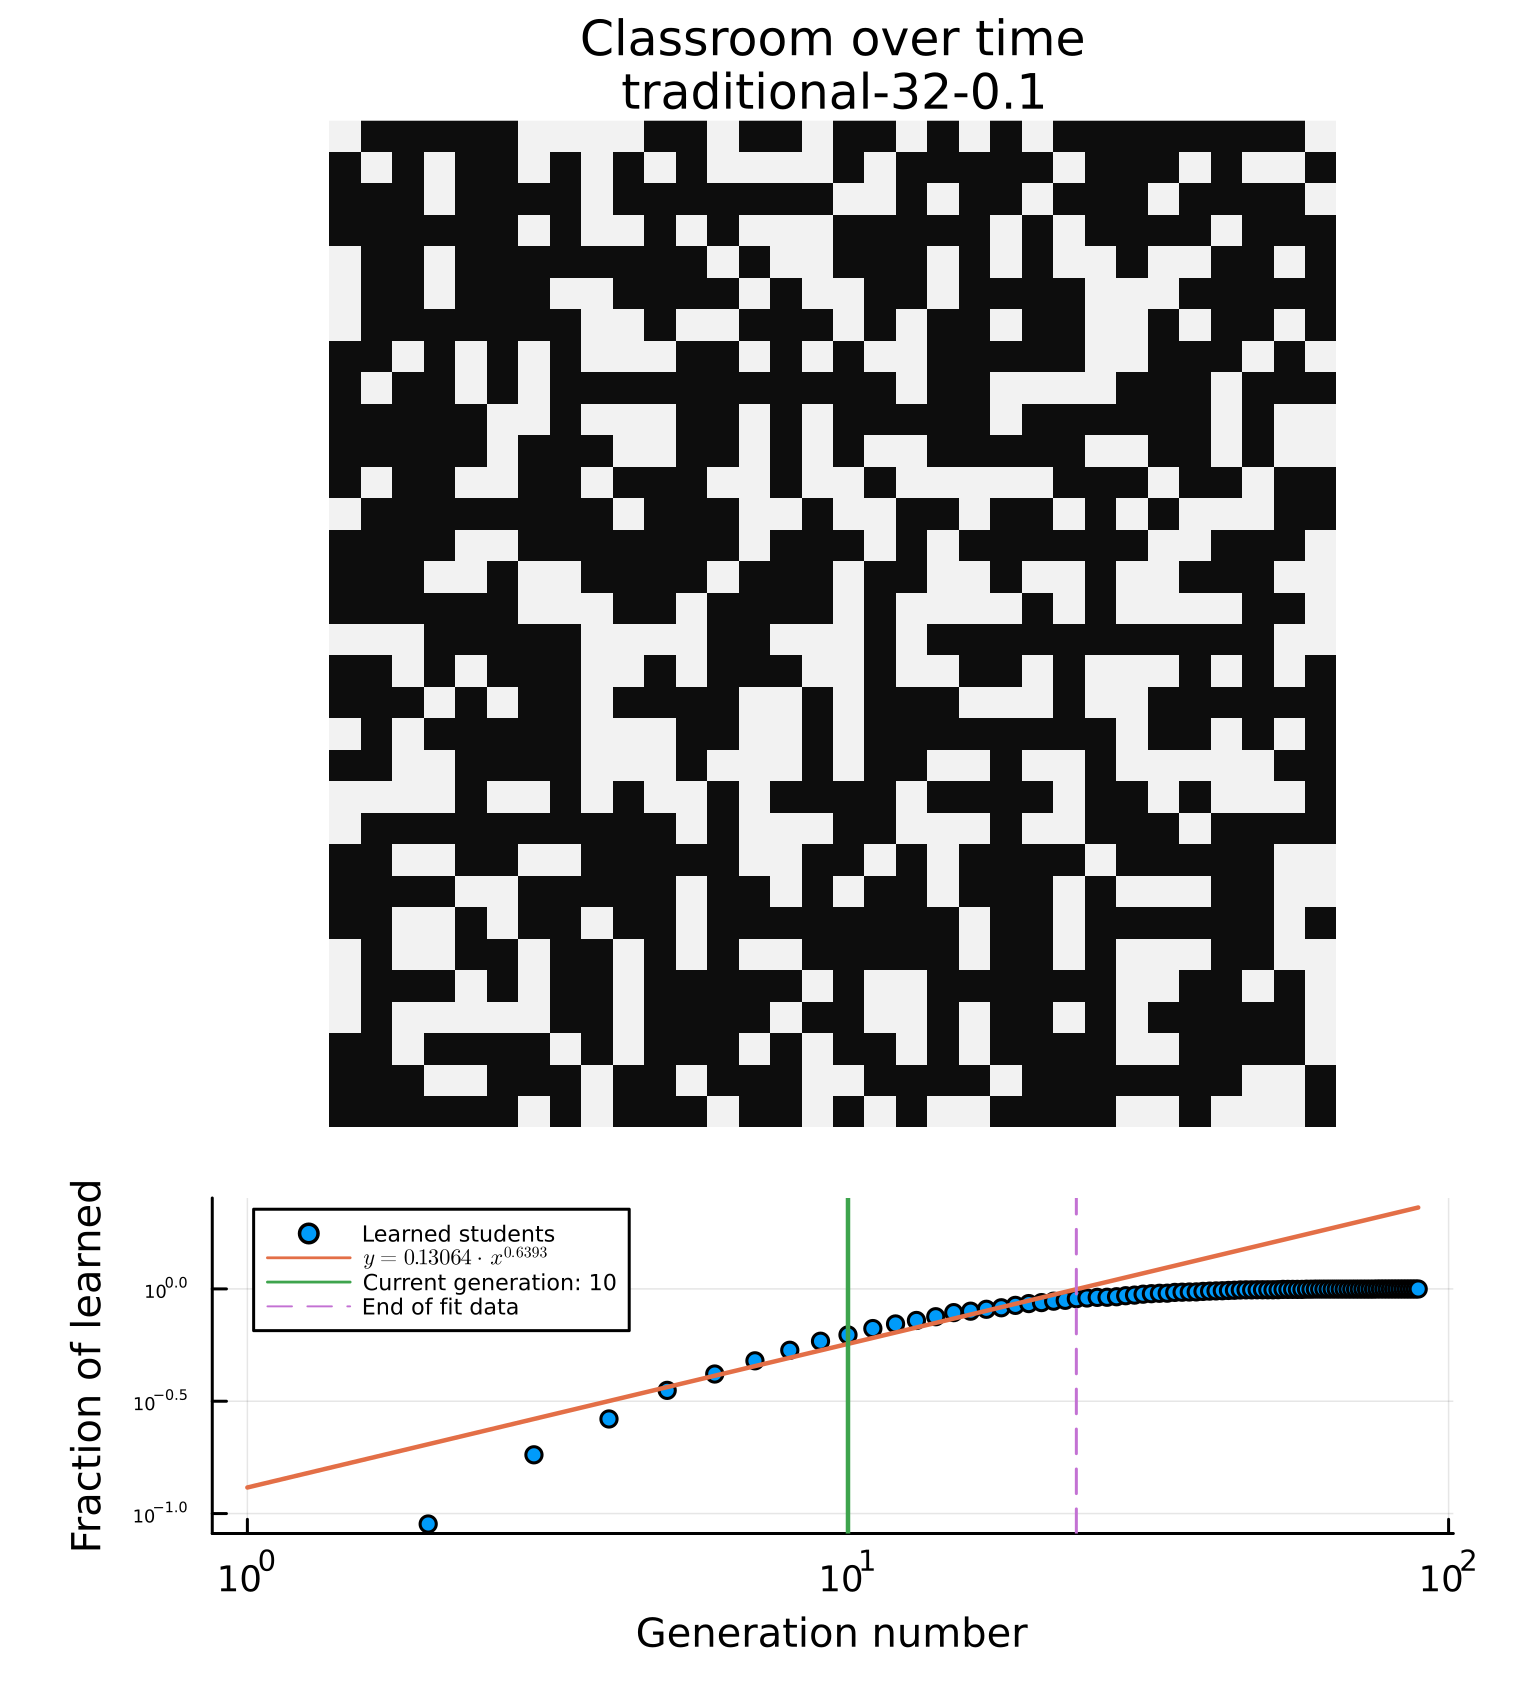 Classroom over time
traditional-32-0.1
Fraction of learned
Learned students
y = 0.13064 · x^0.6393
Current generation: 10
End of fit data
10^0.0
10^−0.5
10^−1.0
10^0
10^1
10^2
Generation number